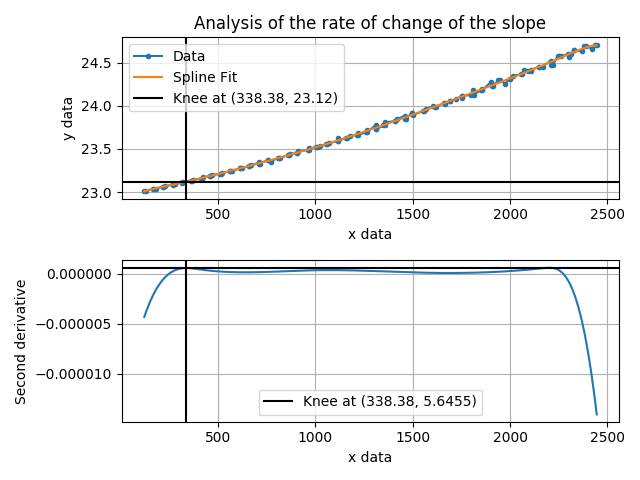 Analysis of the rate of change of the slope
24.5
24.0
23.5
23.0
y data
Data
Spline Fit
Knee at (338.38, 23.12)
500
1000
1500
2000
2500
x data
0.000000
−0.000005
−0.000010
Second derivative
Knee at (338.38, 5.6455)
500
1000
1500
2000
2500
x data